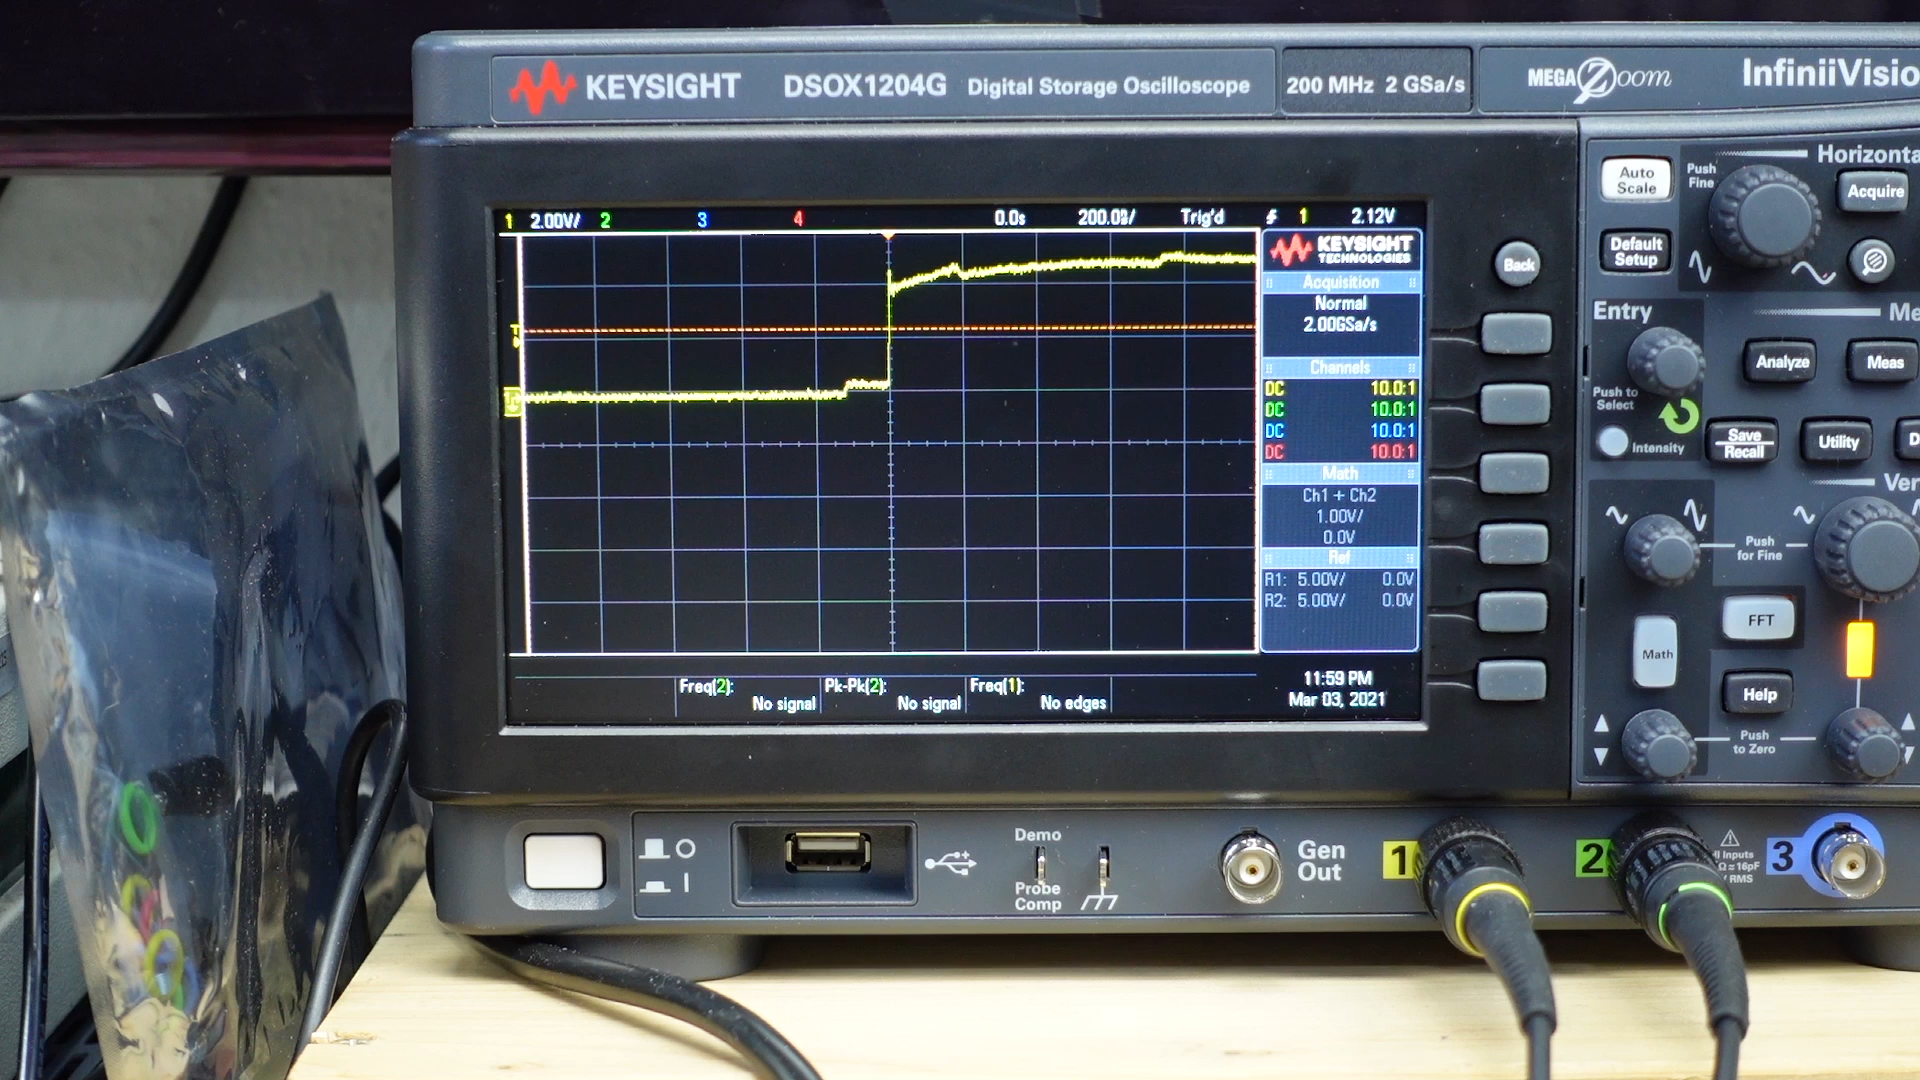 KEYSIGHT DSOX1204G Digital Storage Oscilloscope 200 MHz 2 GSa/s MEGA Zoom InfiniiVisio
Horizonta
Auto Scale
Push Fine
Acquire
Default Setup
Back
Entry
Me
Analyze
Meas
Push to Select
Intensity
Save Recall
Utility
D
Ver
Push for Fine
FFT
Math
Help
Push to Zero
1 2.00V/ 2 3 4 0.0s Trig'd 1 2.12V
KEYSIGHT
TECHNOLOGIES
Acquisition
Normal
2.00GSa/s
Channels
DC 10.0:1
DC 10.0:1
DC 10.0:1
DC 10.0:1
Math
Ch1 + Ch2
1.00V/
0.0V
Ref
R1: 5.00V/ 0.0V
R2: 5.00V/ 0.0V
Freq(2): Pk-Pk(2): Freq(1):
No signal No signal No edges
11:59 PM
Mar 03, 2021
Demo
Probe
Comp
Gen
Out
1
2
3
Inputs
Ω≅16pF
RMS